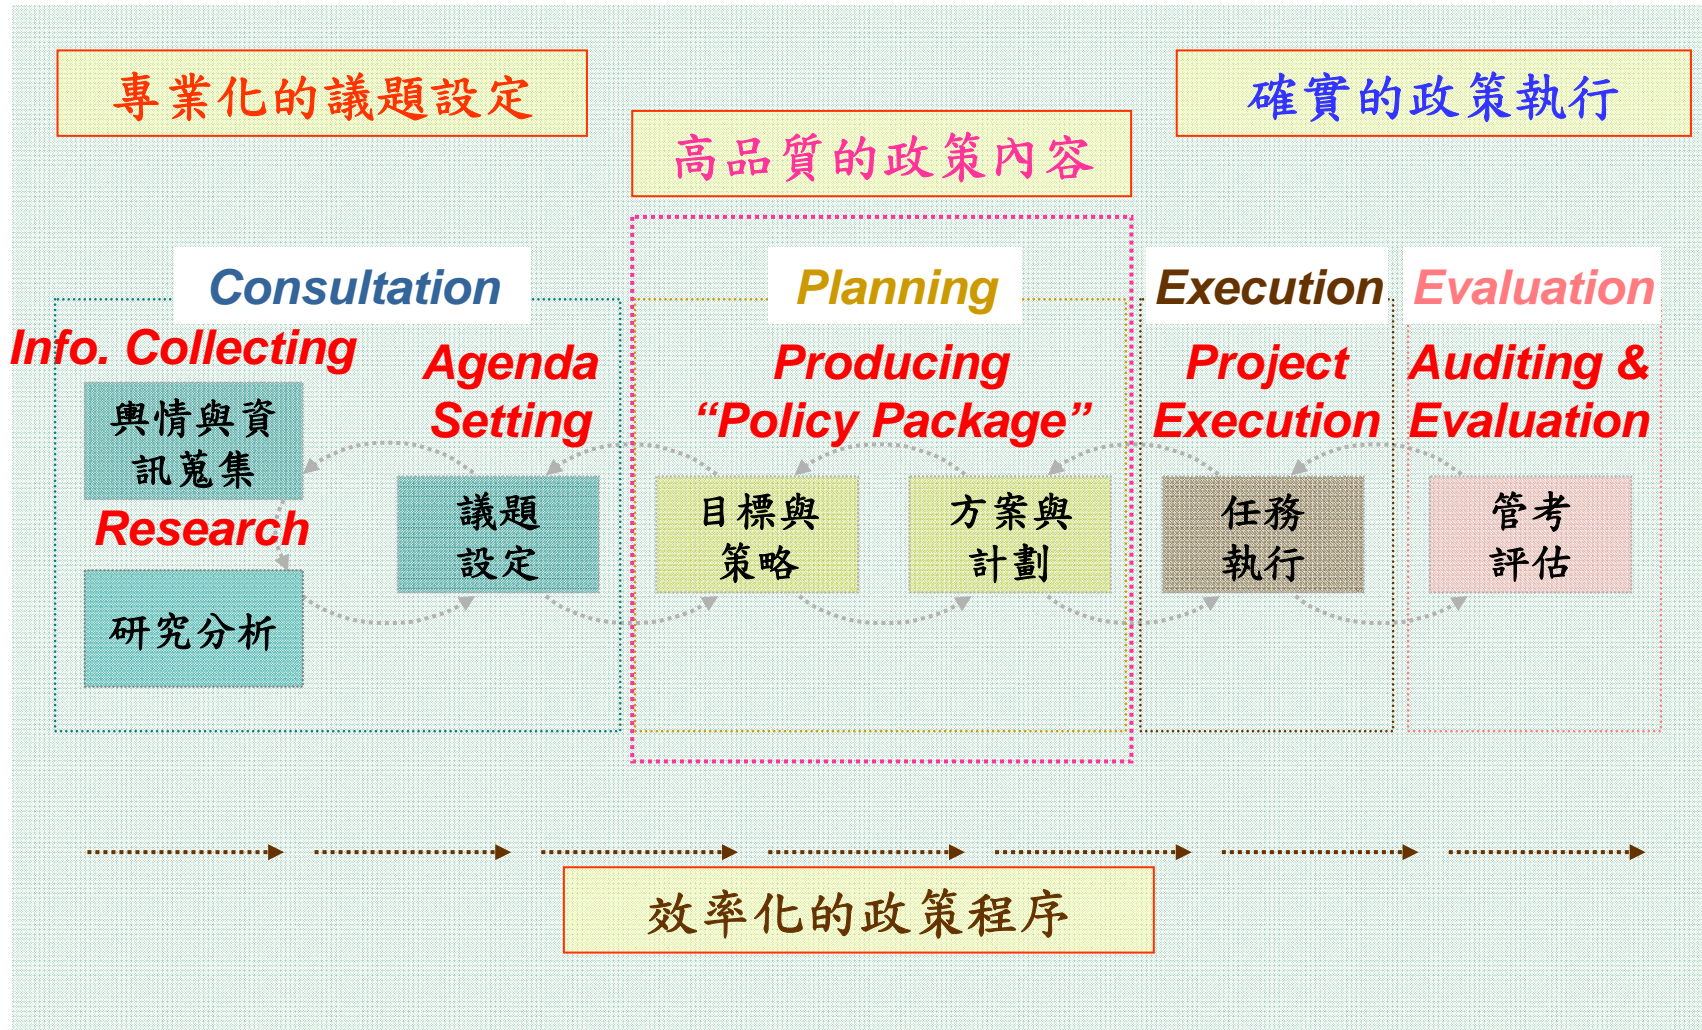 專業化的議題設定
確實的政策執行
高品質的政策內容
Consultation
Planning
Execution
Evaluation
Info. Collecting
Agenda
Setting
Producing
“Policy Package”
Project
Execution
Auditing &
Evaluation
輿情與資
訊蒐集
Research
研究分析
議題
設定
目標與
策略
方案與
計劃
任務
執行
管考
評估
效率化的政策程序